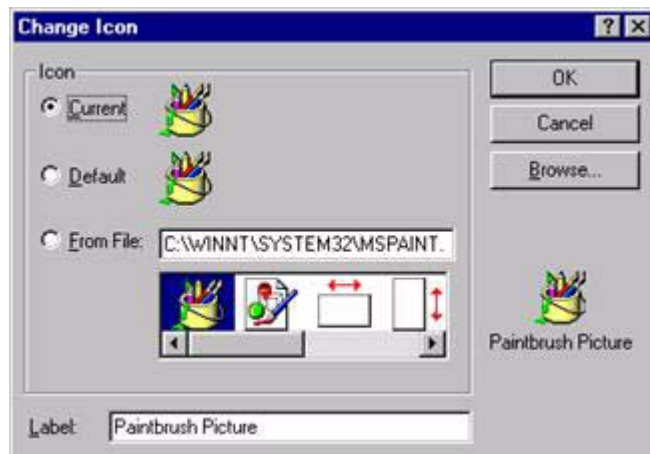 Change Icon
Icon
Current
Default
From File: C:\WINNT\SYSTEM32\MSPAINT.
OK
Cancel
Browse...
Paintbrush Picture
Label: Paintbrush Picture